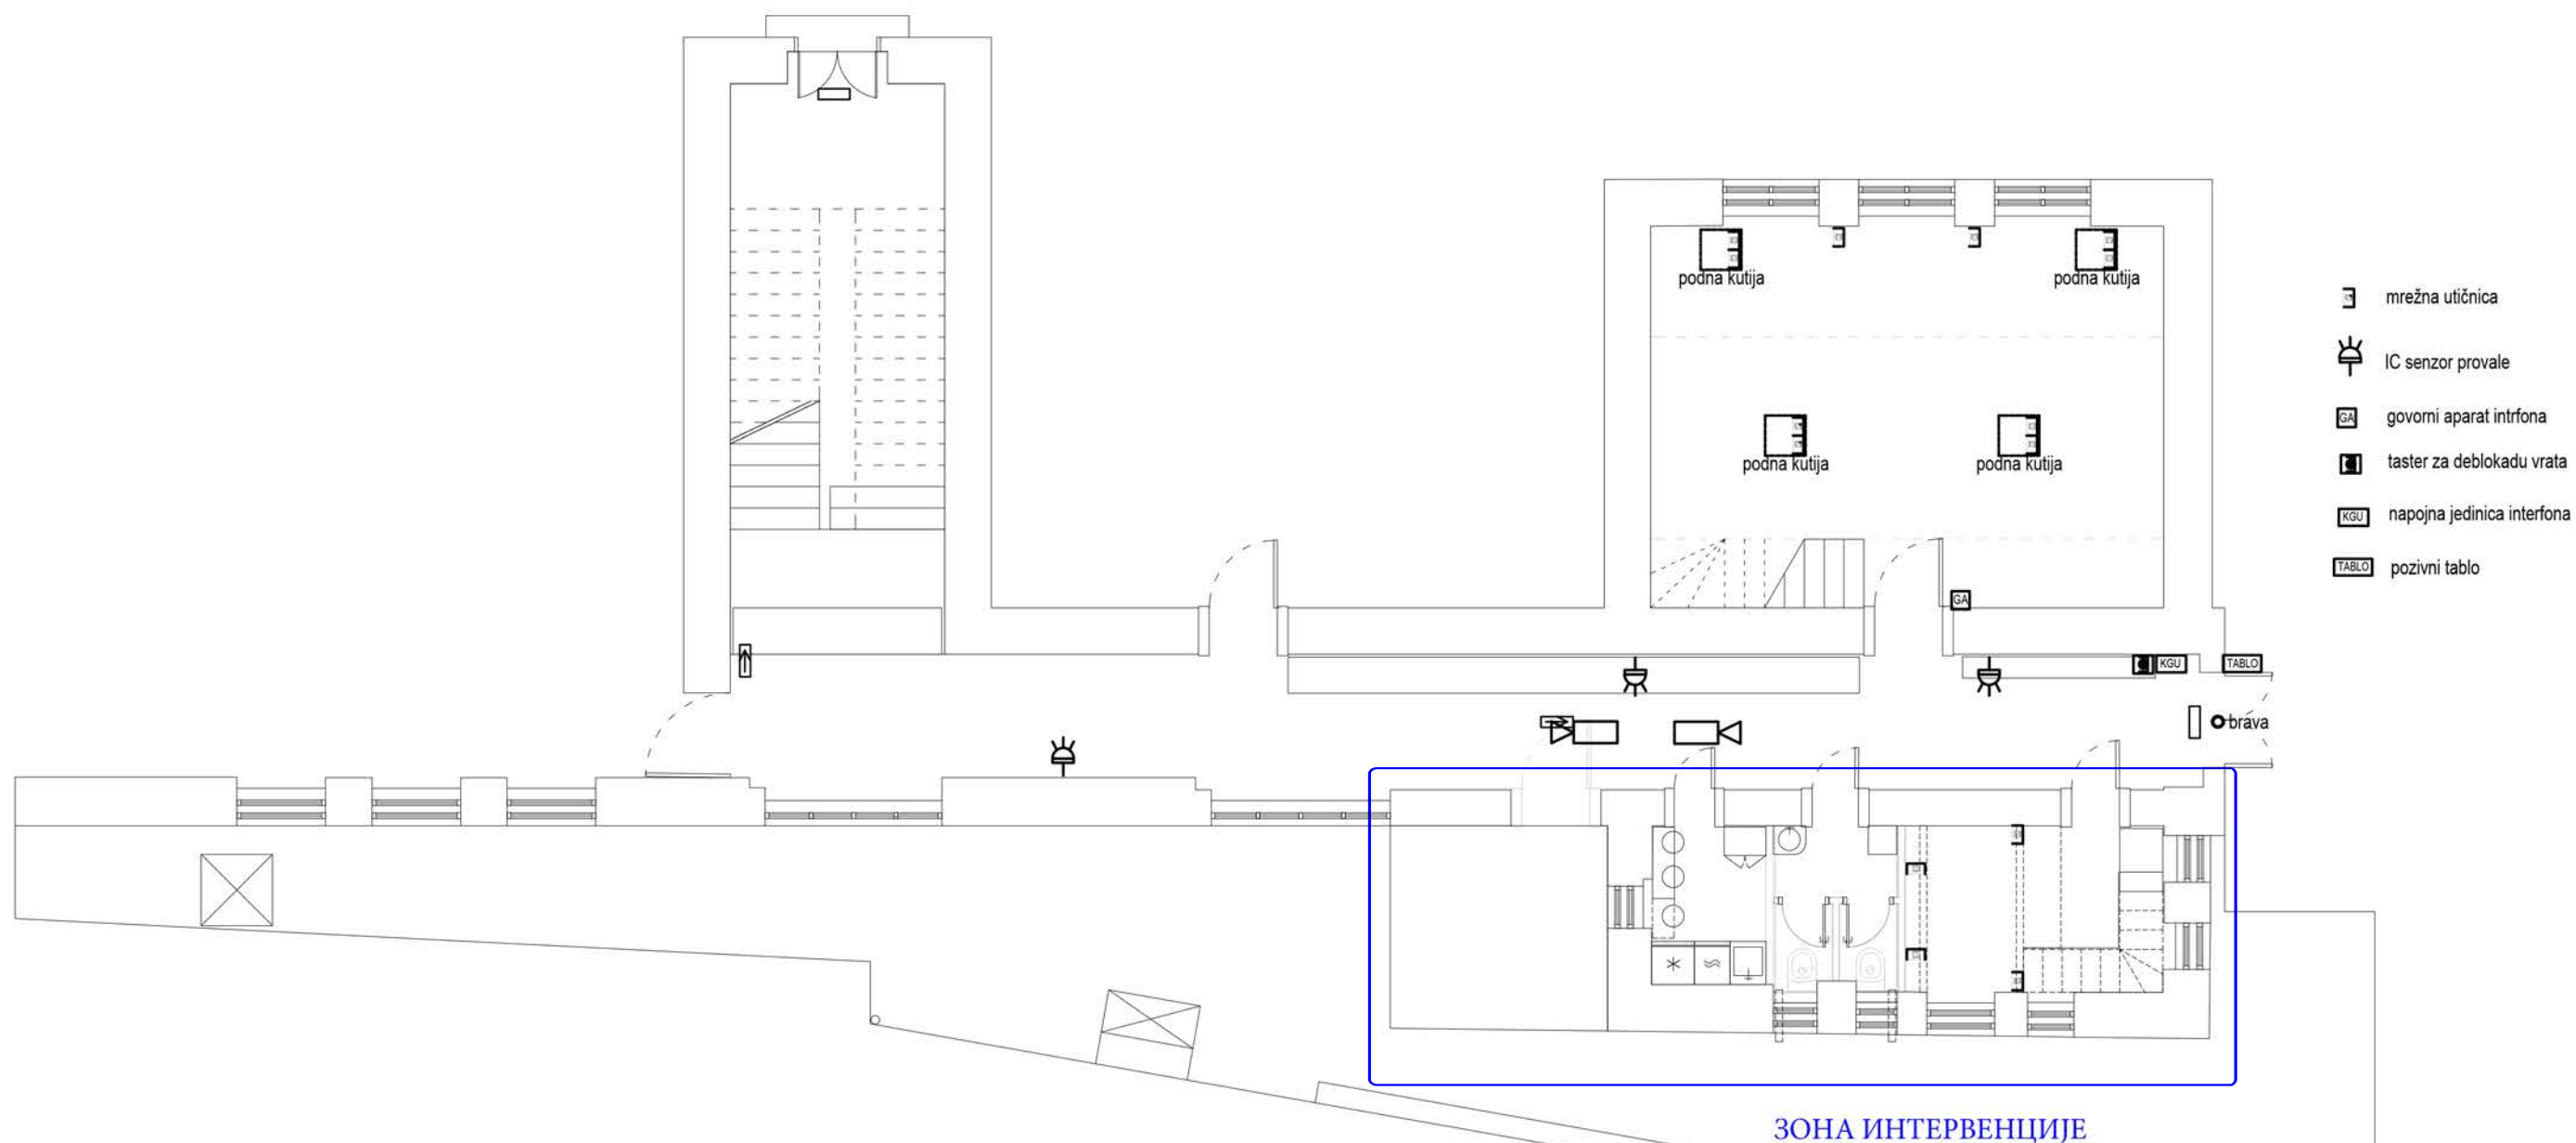 podna kutija
podna kutija
mrežna utičnica
IC senzor provale
podna kutija
podna kutija
GA govorni aparat intrfona
taster za deblokadu vrata
KGU napojna jedinica interfona
TABLO pozivni tablo
GA
KGU
TABLO
brava
ЗОНА ИНТЕРВЕНЦИЈЕ